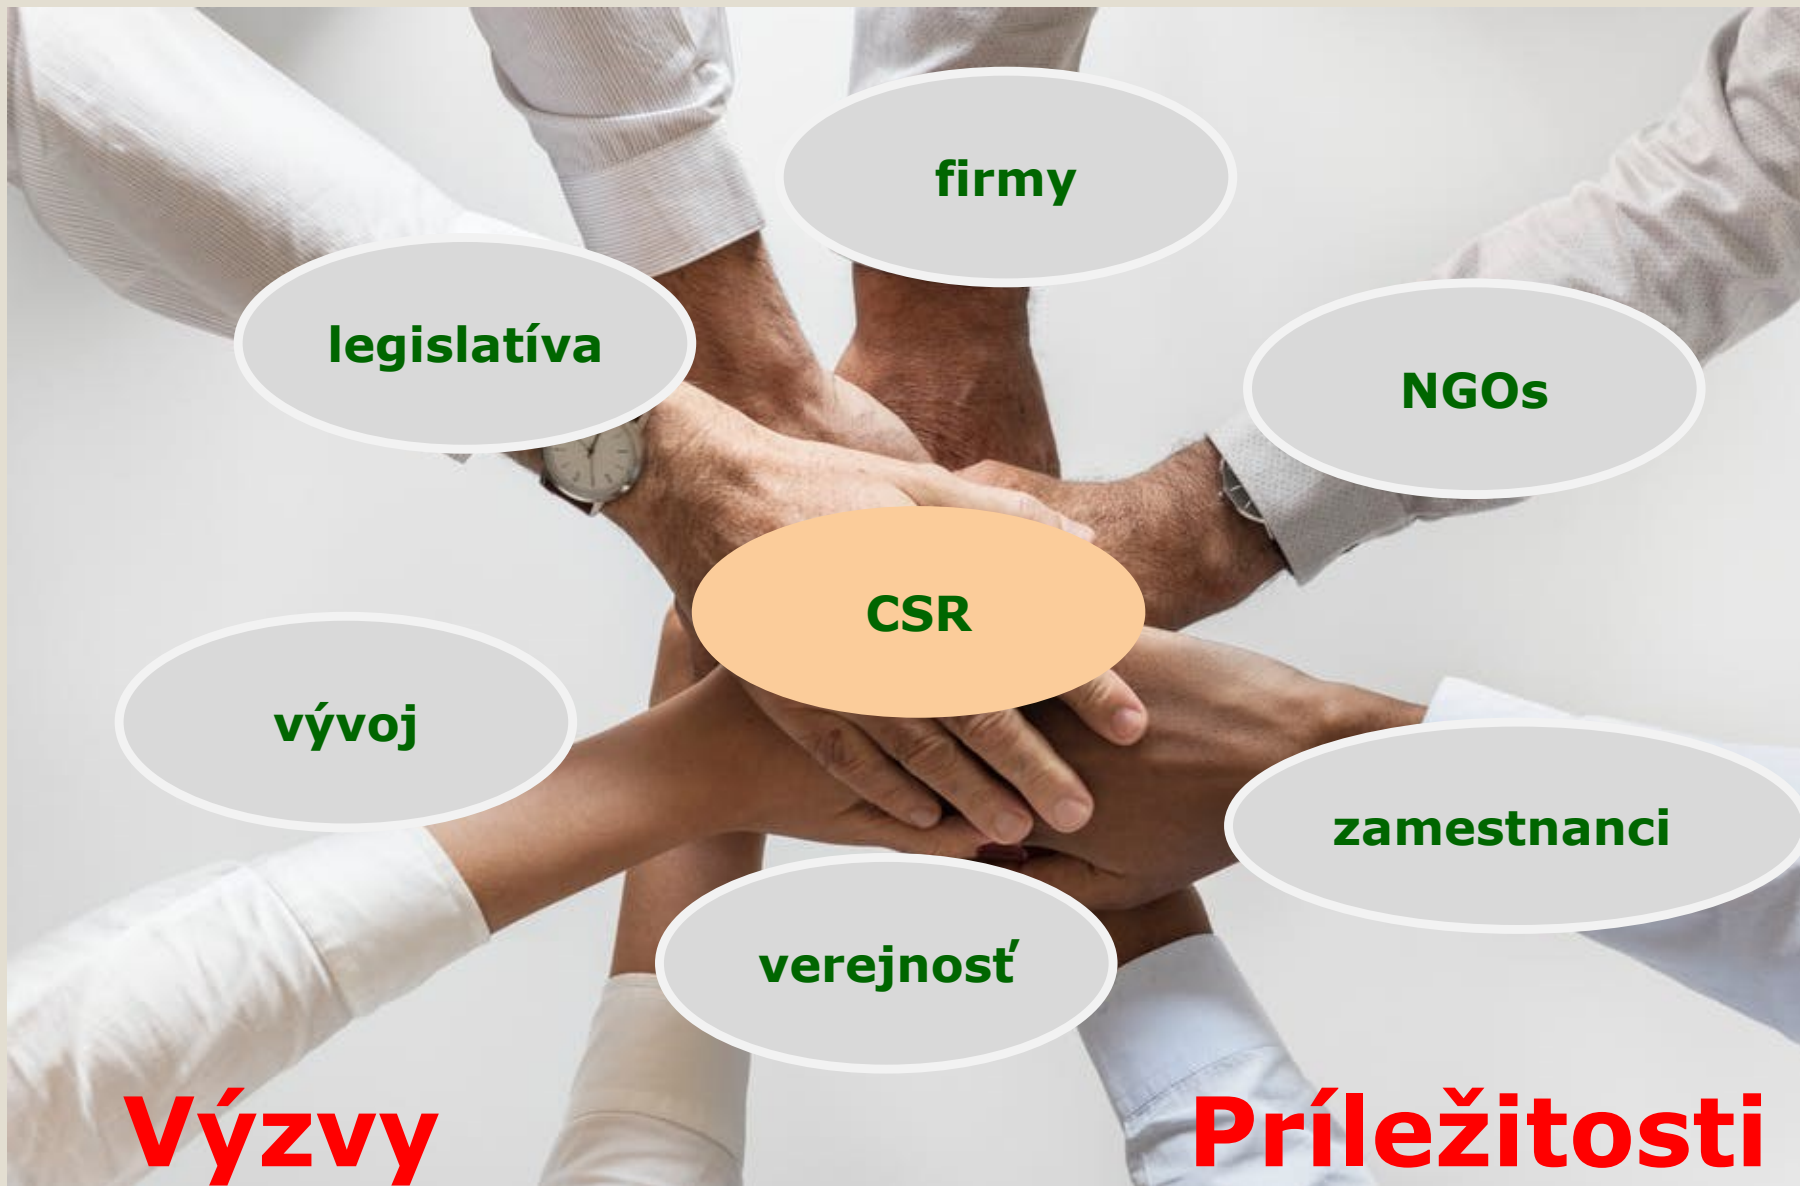 firmy
legislatíva
NGOs
CSR
vývoj
zamestnanci
verejnosť
Výzvy
Príležitosti